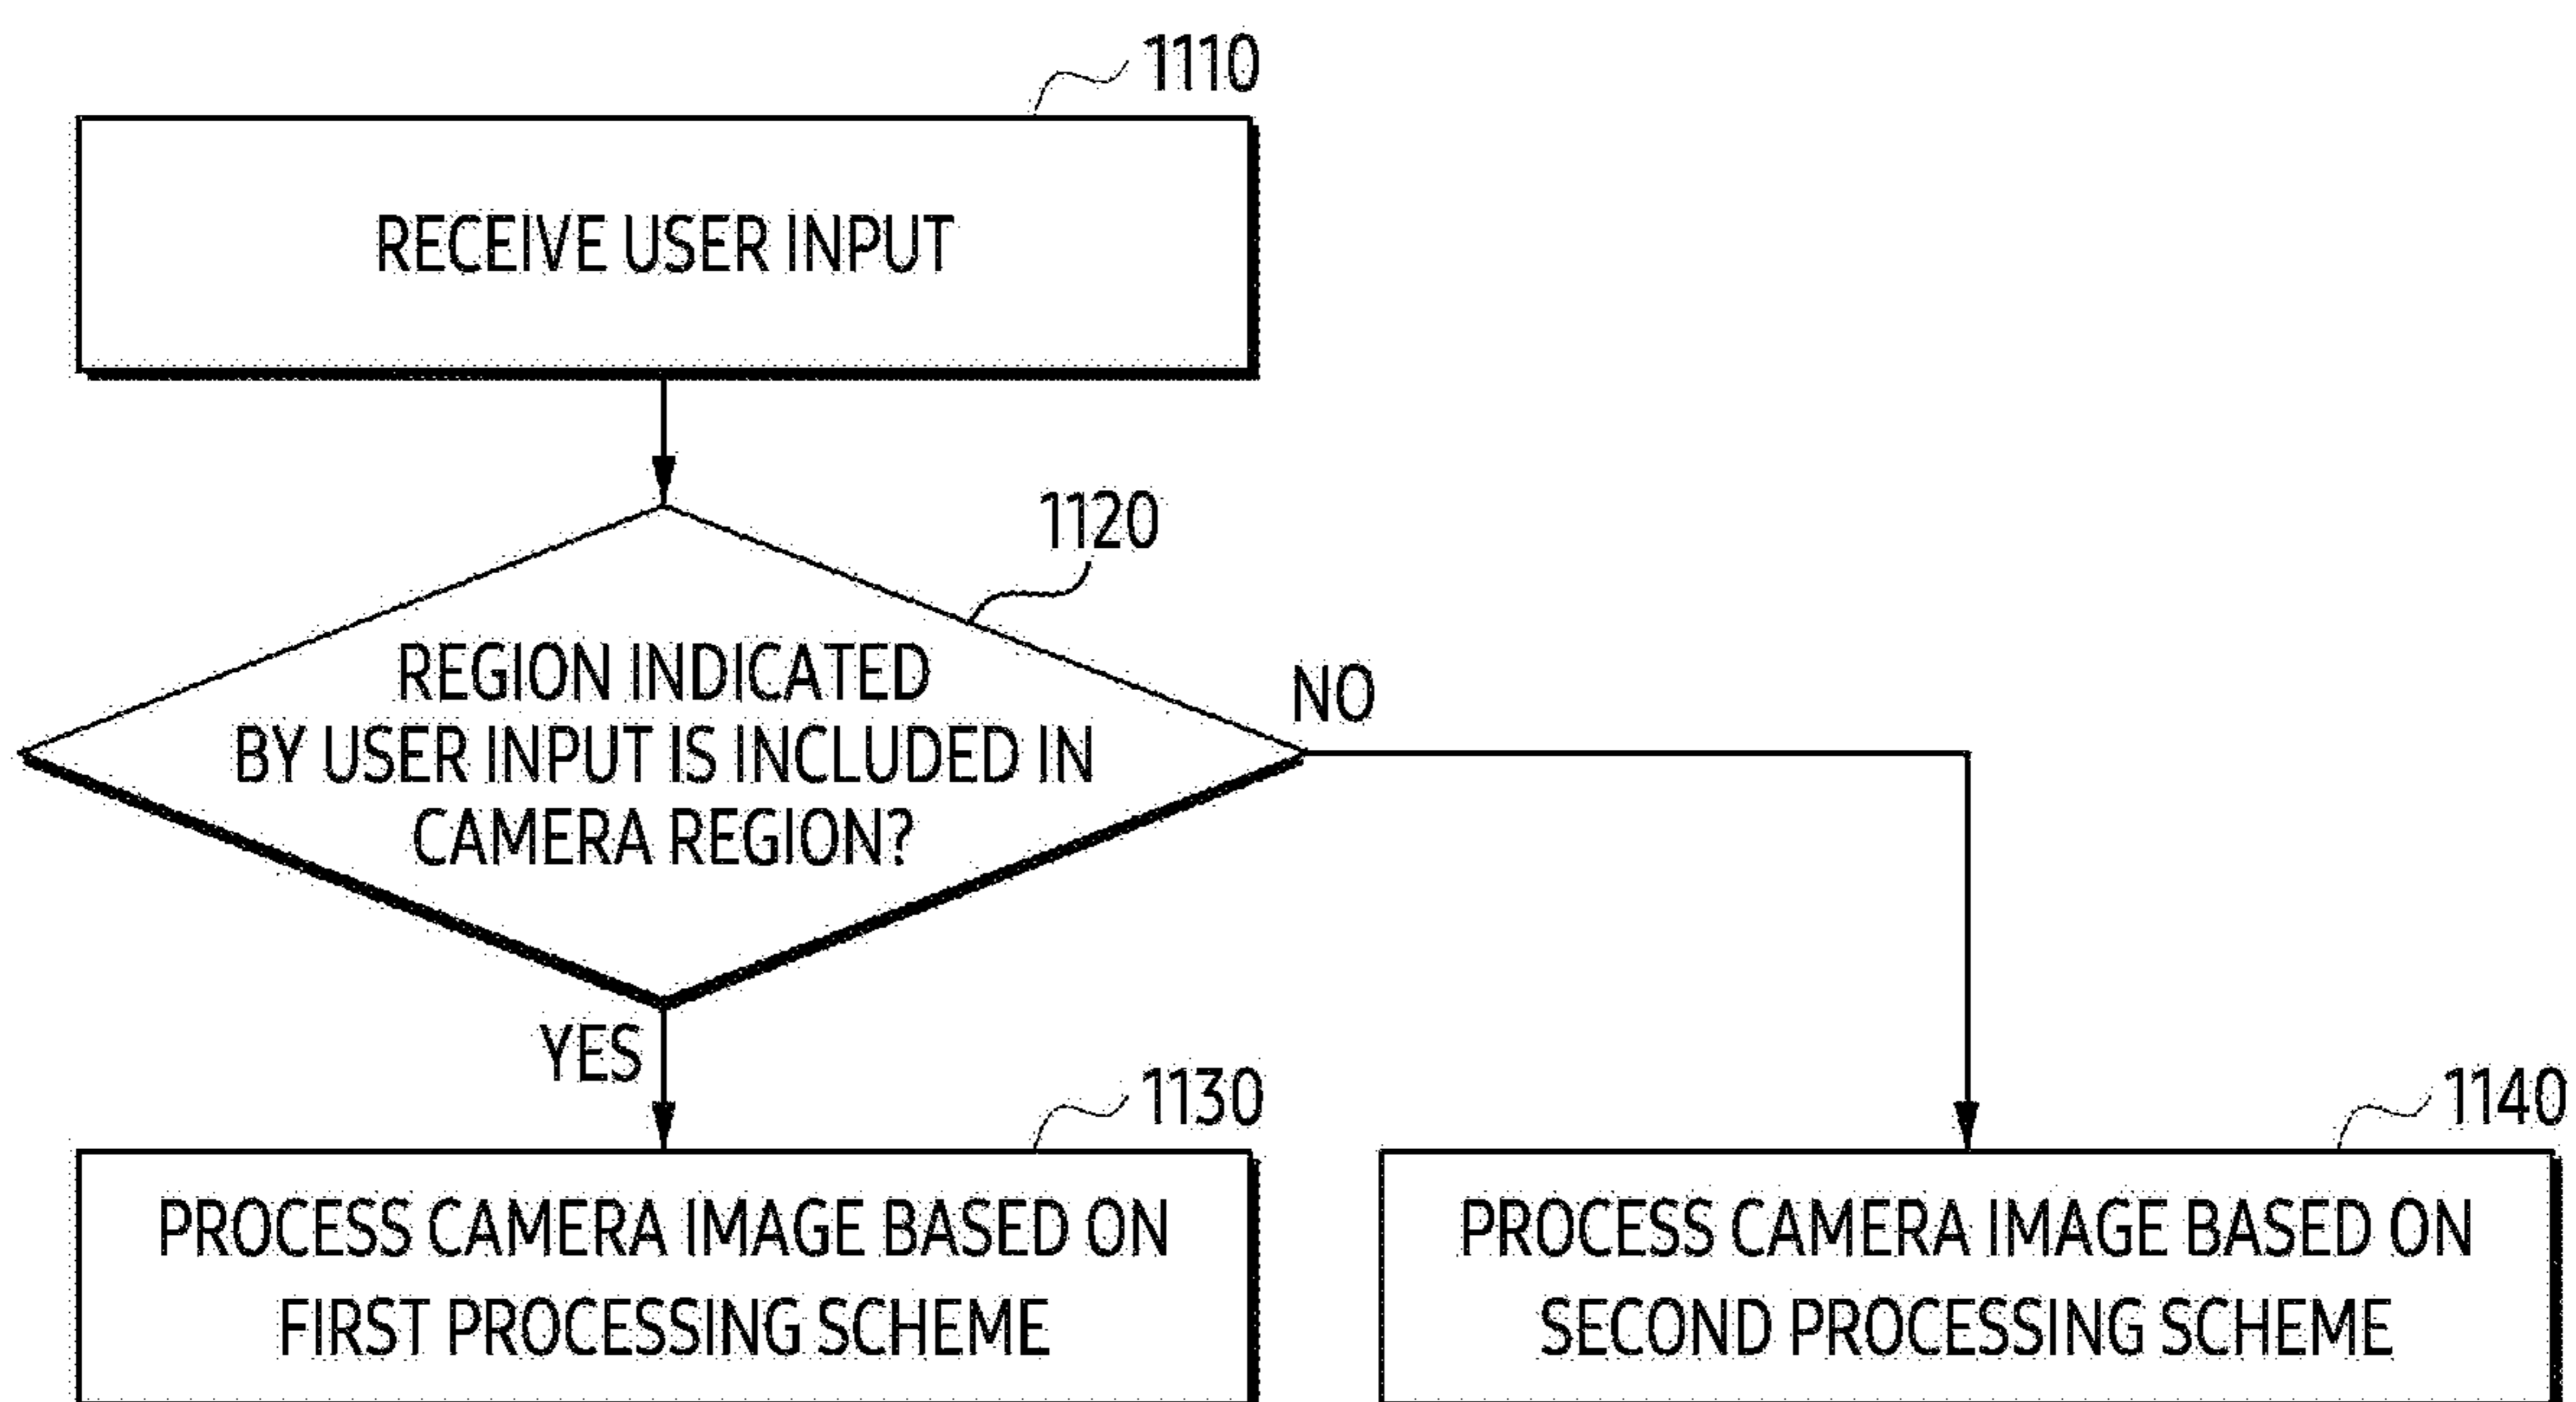 1110
RECEIVE USER INPUT
1120
REGION INDICATED
BY USER INPUT IS INCLUDED IN
CAMERA REGION?
NO
YES
1130
PROCESS CAMERA IMAGE BASED ON
FIRST PROCESSING SCHEME
1140
PROCESS CAMERA IMAGE BASED ON
SECOND PROCESSING SCHEME